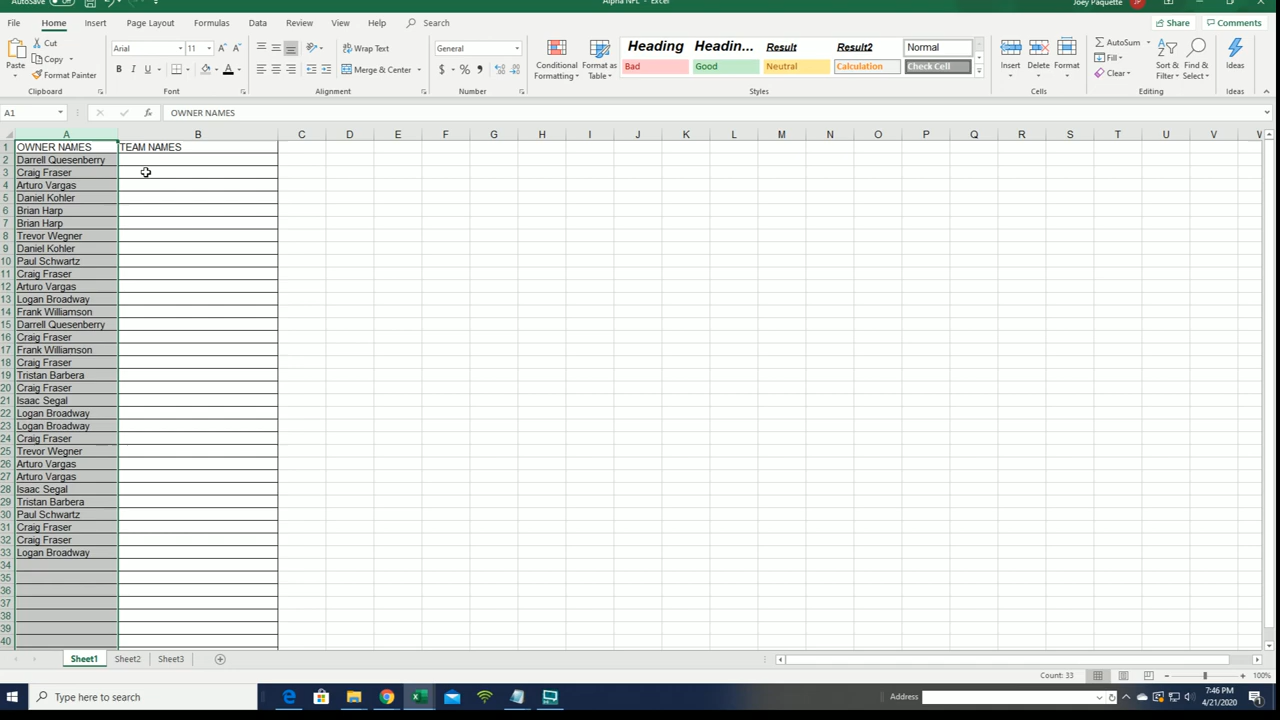 AutoSave Off Alpha NFL - Excel Joey Paquette JP
File Home Insert Page Layout Formulas Data Review View Help Search Share Comments
Paste Cut Copy Format Painter Clipboard
Arial 11 A A B I U A Font
Wrap Text Merge & Center Alignment
General $ % , Number
Conditional Formatting Format as Table
Heading Headin... Result Result2 Normal
Bad Good Neutral Calculation Check Cell
Styles
Insert Delete Format Cells
AutoSum Fill Clear Sort & Filter Find & Select Editing
Ideas Ideas
A1 fx OWNER NAMES
A B C D E F G H I J K L M N O P Q R S T U V W
1 OWNER NAMES TEAM NAMES
2 Darrell Quesenberry
3 Craig Fraser
4 Arturo Vargas
5 Daniel Kohler
6 Brian Harp
7 Brian Harp
8 Trevor Wegner
9 Daniel Kohler
10 Paul Schwartz
11 Craig Fraser
12 Arturo Vargas
13 Logan Broadway
14 Frank Williamson
15 Darrell Quesenberry
16 Craig Fraser
17 Frank Williamson
18 Craig Fraser
19 Tristan Barbera
20 Craig Fraser
21 Isaac Segal
22 Logan Broadway
23 Logan Broadway
24 Craig Fraser
25 Trevor Wegner
26 Arturo Vargas
27 Arturo Vargas
28 Isaac Segal
29 Tristan Barbera
30 Paul Schwartz
31 Craig Fraser
32 Craig Fraser
33 Logan Broadway
34
35
36
37
38
39
40
Sheet1 Sheet2 Sheet3
Count: 33 100%
Type here to search Address 7:46 PM
4/21/2020